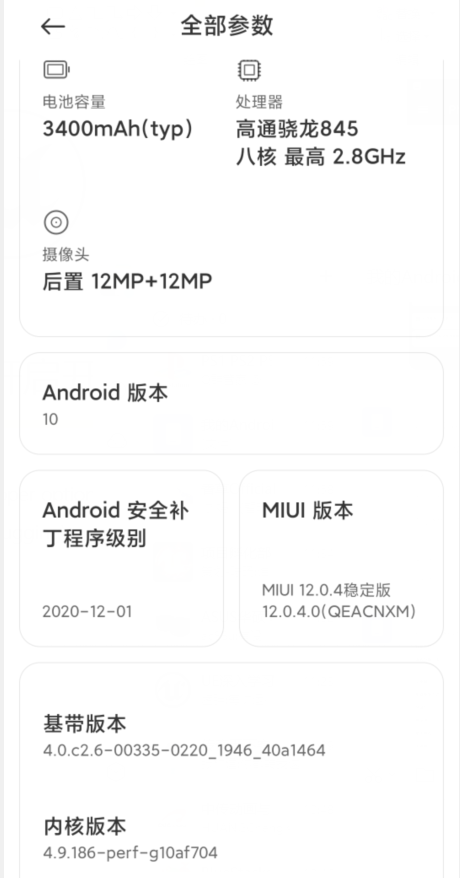 全部参数
电池容量
3400mAh(typ)
处理器
高通骁龙845
八核 最高 2.8GHz
摄像头
后置 12MP+12MP
Android 版本
10
Android 安全补
丁程序级别
2020-12-01
MIUI 版本
MIUI 12.0.4稳定版
12.0.4.0(QEACNXM)
基带版本
4.0.c2.6-00335-0220_1946_40a1464
内核版本
4.9.186-perf-g10af704